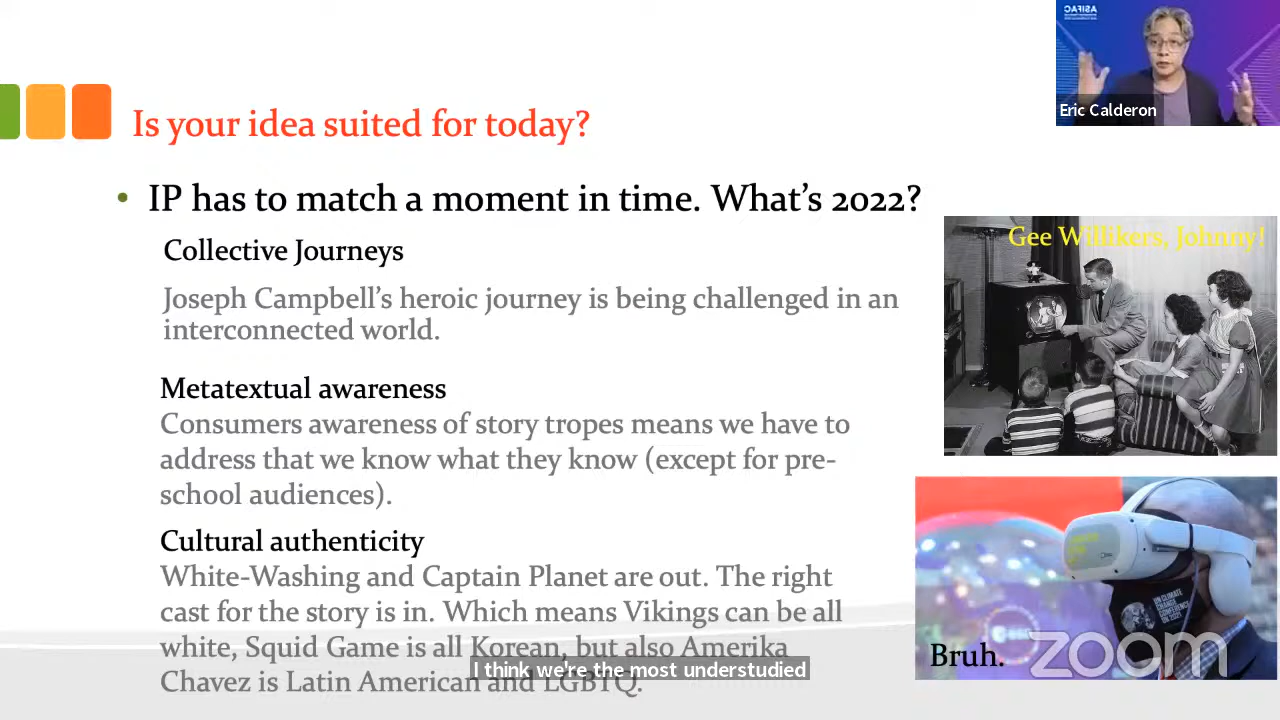 ASIFAC
Eric Calderon
Is your idea suited for today?
• IP has to match a moment in time. What's 2022?
Collective Journeys
Joseph Campbell's heroic journey is being challenged in an
interconnected world.
Metatextual awareness
Consumers awareness of story tropes means we have to
address that we know what they know (except for pre-
school audiences).
Cultural authenticity
White-Washing and Captain Planet are out. The right
cast for the story is in. Which means Vikings can be all
white, Squid Game is all Korean, but also Amerika
Chavez is Latin American and LGBTQ.
I think we're the most understudied
Gee Willikers, Johnny!
UN CLIMATE
CHANGE
CONFERENCE
Bruh.
zoom